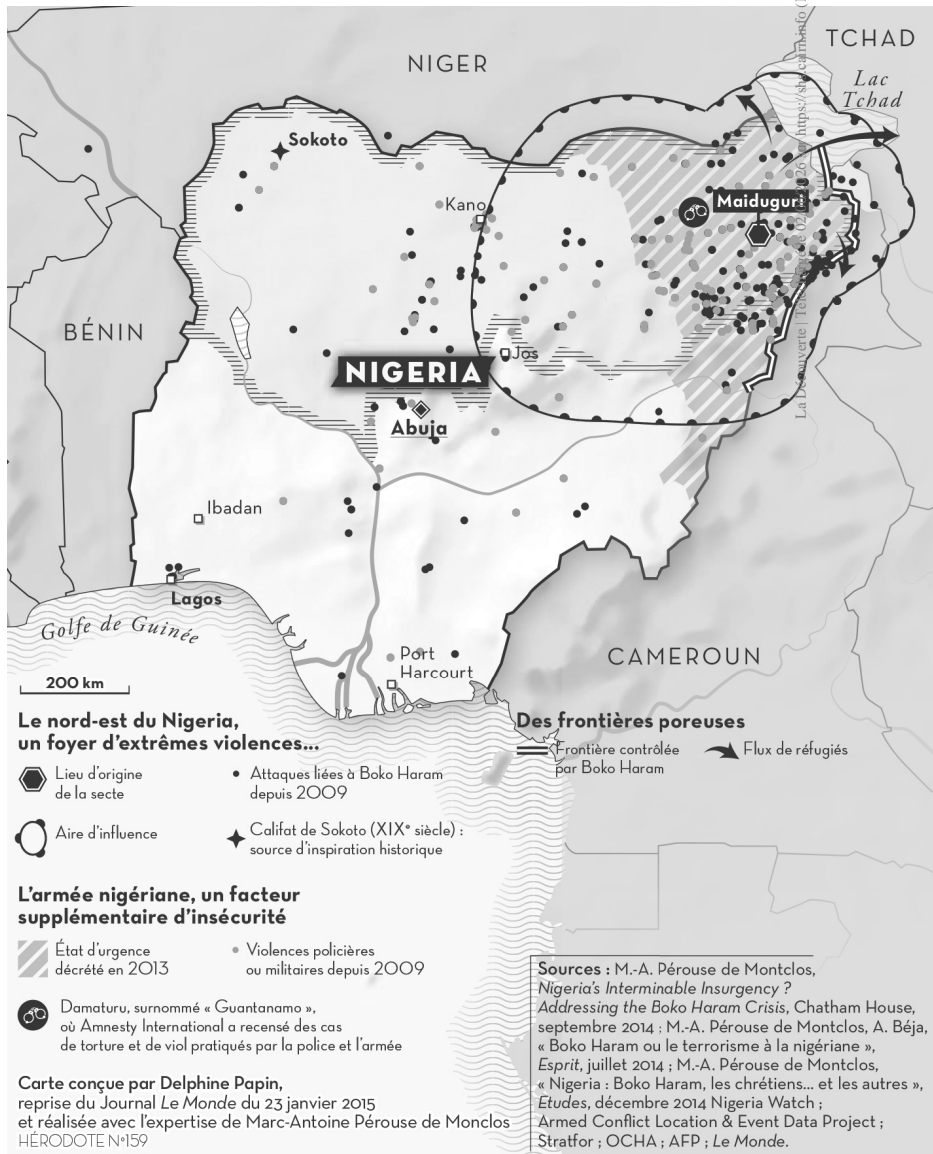 TCHAD
NIGER
Lac
Tchad
Sokoto
Kano
Maiduguri
BÉNIN
Jos
NIGERIA
Abuja
Ibadan
Lagos
Golfe de Guinée
Port
Harcourt
CAMEROUN
200 km
Le nord-est du Nigeria,
un foyer d'extrêmes violences...
Lieu d'origine
de la secte
Attaques liées à Boko Haram
depuis 2009
Aire d'influence
Califat de Sokoto (XIXe siècle) :
source d'inspiration historique
Des frontières poreuses
Frontière contrôlée
par Boko Haram
Flux de réfugiés
L'armée nigériane, un facteur
supplémentaire d'insécurité
État d'urgence
décrété en 2013
Violences policières
ou militaires depuis 2009
Damaturu, surnommé « Guantanamo »,
où Amnesty International a recensé des cas
de torture et de viol pratiqués par la police et l'armée
Carte conçue par Delphine Papin,
reprise du Journal Le Monde du 23 janvier 2015
et réalisée avec l'expertise de Marc-Antoine Pérouse de Monclos
HÉRODOTE N°159
Sources : M.-A. Pérouse de Montclos,
Nigeria's Interminable Insurgency ?
Addressing the Boko Haram Crisis, Chatham House,
septembre 2014 ; M.-A. Pérouse de Montclos, A. Béja,
« Boko Haram ou le terrorisme à la nigériane »,
Esprit, juillet 2014 ; M.-A. Pérouse de Montclos,
« Nigeria : Boko Haram, les chrétiens... et les autres »,
Etudes, décembre 2014 Nigeria Watch ;
Armed Conflict Location & Event Data Project ;
Stratfor ; OCHA ; AFP ; Le Monde.
La Découverte |
https://shs.cairn.info